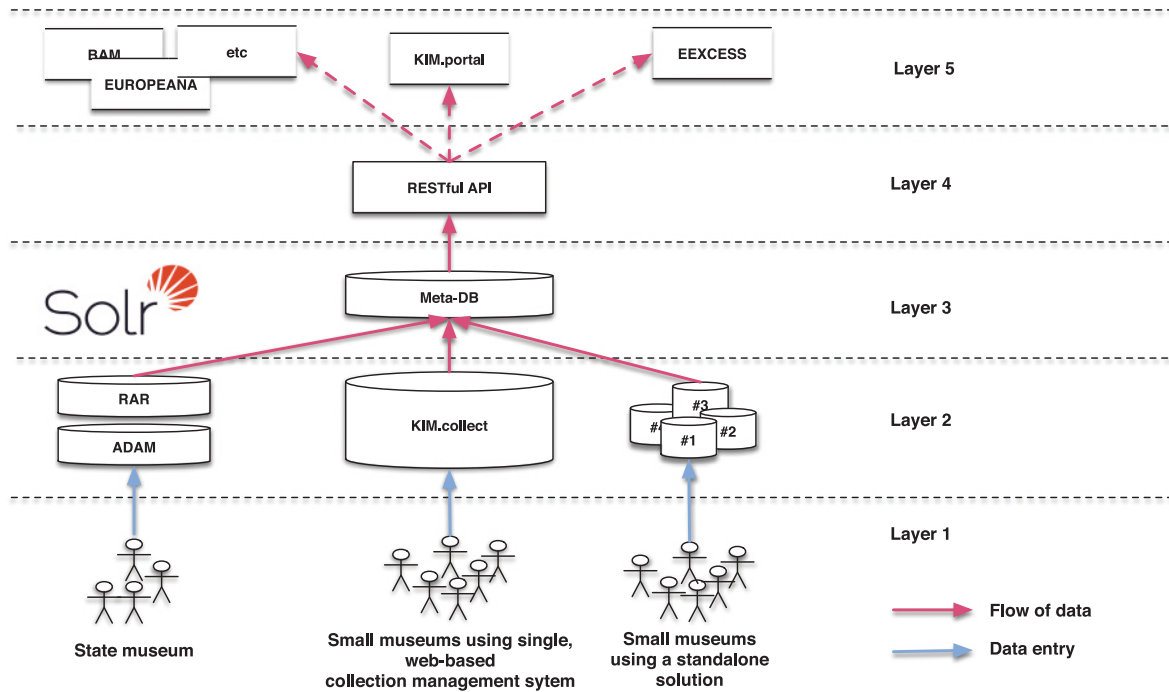 BAM
etc
EUROPEANA
KIM.portal
EEXCESS
Layer 5
RESTful API
Layer 4
Solr
Meta-DB
Layer 3
RAR
ADAM
KIM.collect
#3
#4
#2
#1
Layer 2
Layer 1
State museum
Small museums using single,
web-based
collection management sytem
Small museums
using a standalone
solution
Flow of data
Data entry